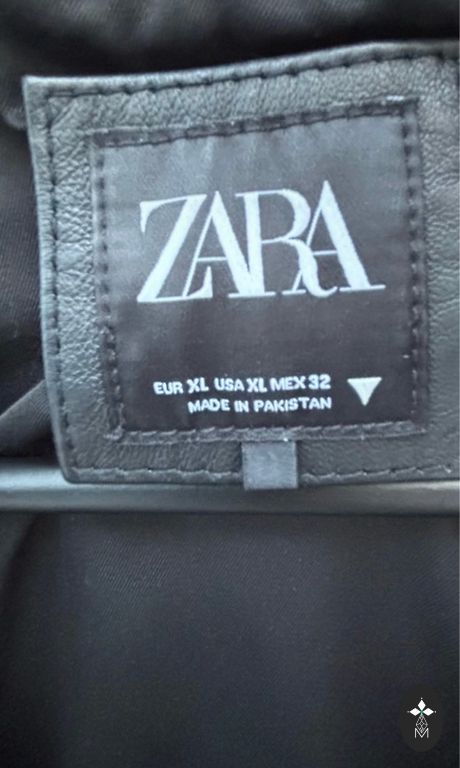 ZARA
EUR XL USA XL MEX 32
MADE IN PAKISTAN
M